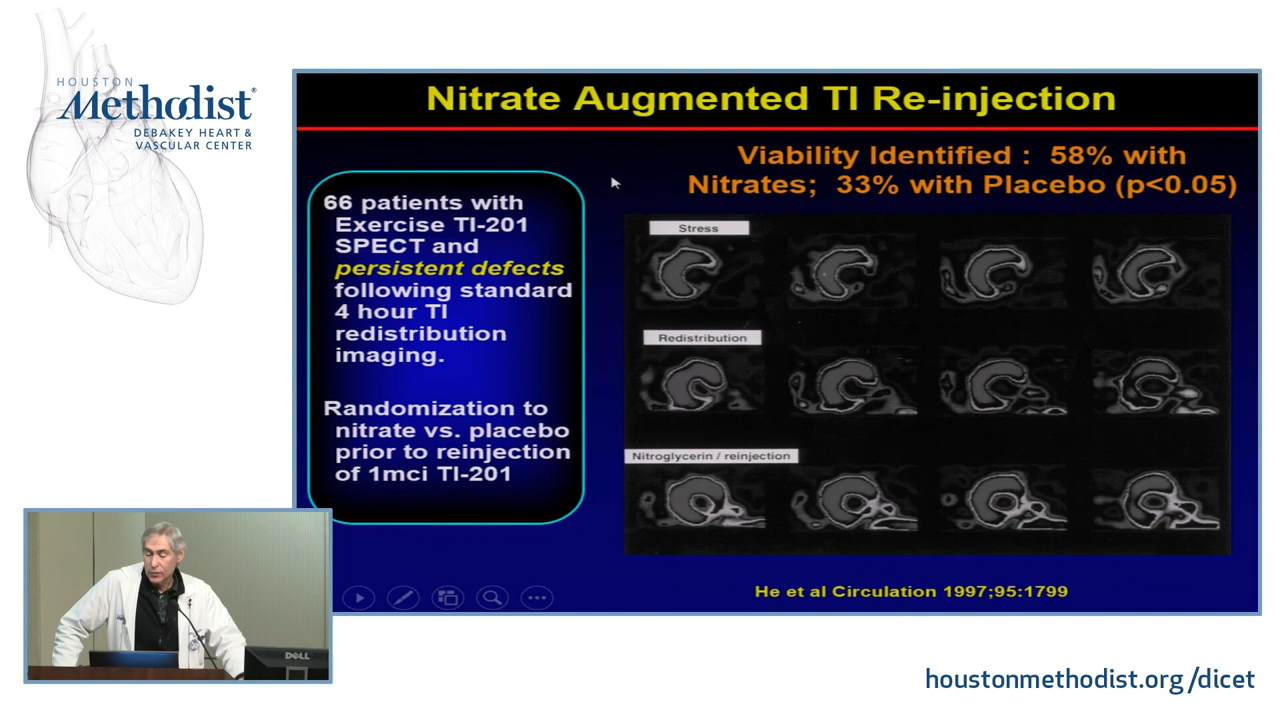 HOUSTON
Methodist®
DEBAKEY HEART &
VASCULAR CENTER
Nitrate Augmented Tl Re-injection
Viability Identified : 58% with
Nitrates; 33% with Placebo (p<0.05)
66 patients with
Exercise Tl-201
SPECT and
persistent defects
following standard
4 hour Tl
redistribution
imaging.
Randomization to
nitrate vs. placebo
prior to reinjection
of 1mci Tl-201
Stress
Redistribution
Nitroglycerin / reinjection
He et al Circulation 1997;95:1799
DELL
houstonmethodist.org/dicet